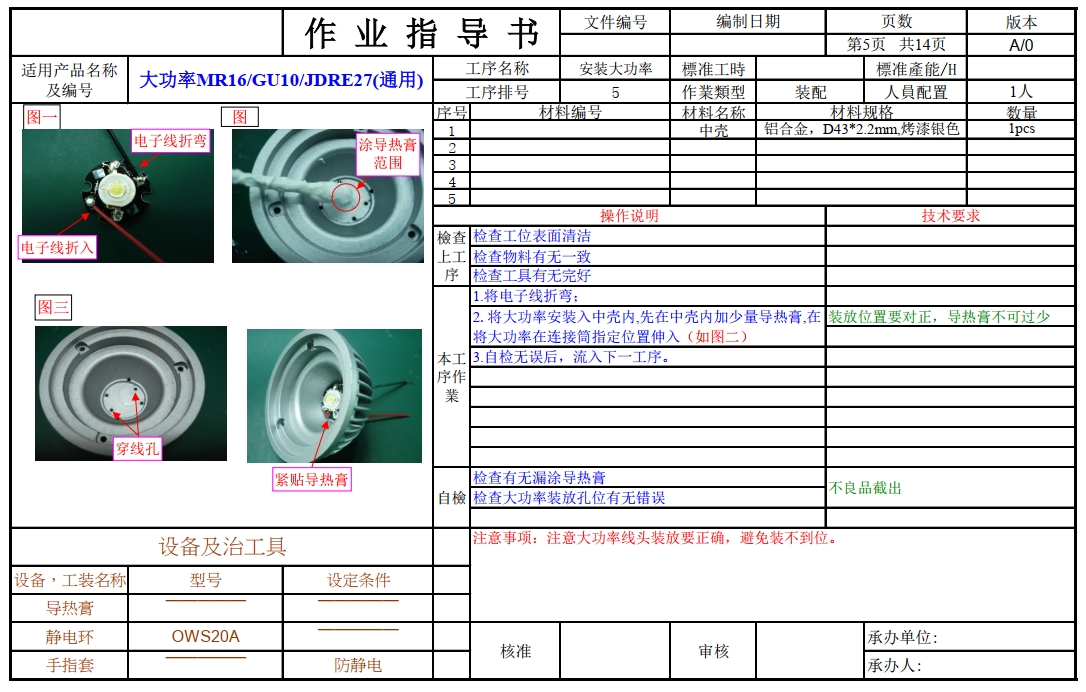 作业指导书
文件编号 编制日期 页数 版本
第5页 共14页 A/0
适用产品名称及编号
大功率MR16/GU10/JDRE27(通用)
工序名称 安装大功率 標准工時 標准產能/H
工序排号 5 作業類型 装配 人員配置 1人
序号 材料编号 材料名称 材料规格 数量
1 中壳 铝合金，D43*2.2mm,烤漆银色 1pcs
2
3
4
5
图一
电子线折弯
电子线折入
图
涂导热膏
范围
图三
穿线孔
紧贴导热膏
操作说明 技术要求
檢查上工序
检查工位表面清洁
检查物料有无一致
检查工具有无完好
本工序作業
1.将电子线折弯；
2. 将大功率安装入中壳内,先在中壳内加少量导热膏,在
将大功率在连接筒指定位置伸入（如图二）
装放位置要对正，导热膏不可过少
3.自检无误后，流入下一工序。
自檢
检查有无漏涂导热膏
检查大功率装放孔位有无错误
不良品截出
设备及治工具
设备，工装名称 型号 设定条件
导热膏
静电环 OWS20A
手指套 防静电
注意事项：注意大功率线头装放要正确，避免装不到位。
核准 审核
承办单位:
承办人: